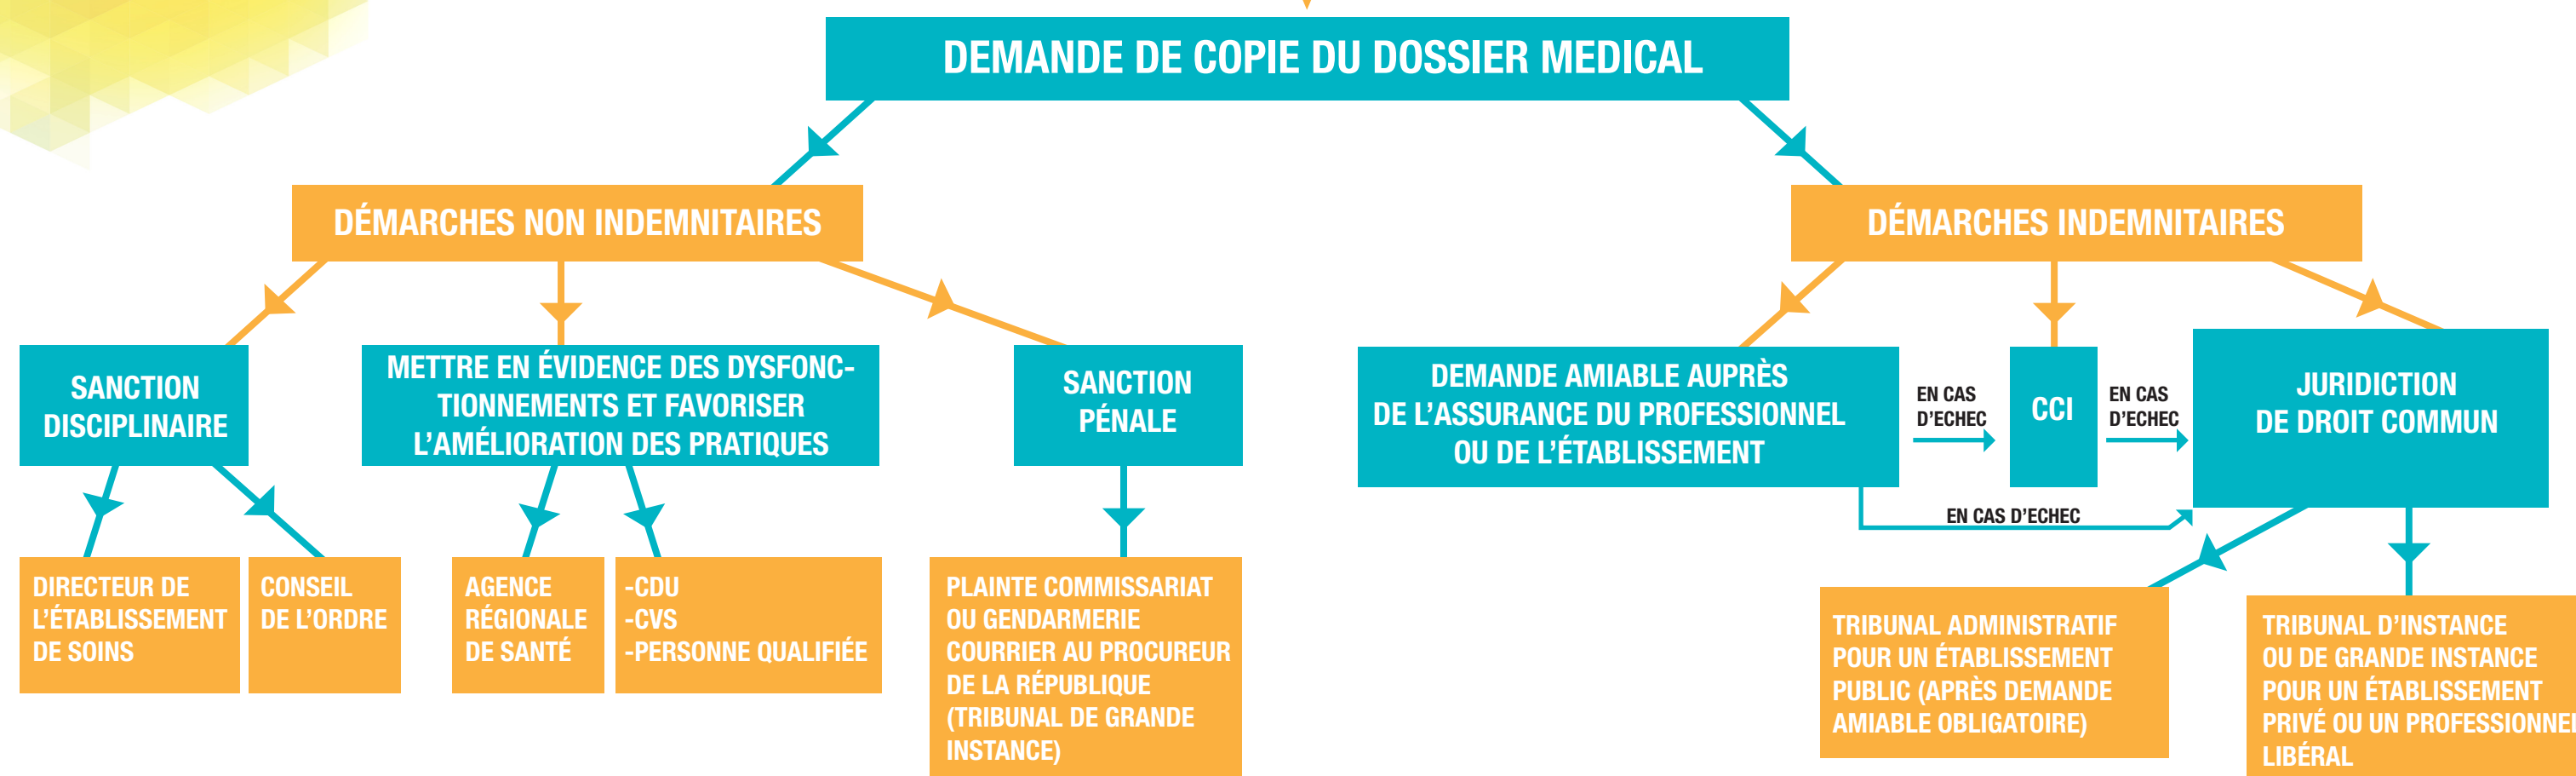 DEMANDE DE COPIE DU DOSSIER MEDICAL
DÉMARCHES NON INDEMNITAIRES
DÉMARCHES INDEMNITAIRES
SANCTION
DISCIPLINAIRE
METTRE EN ÉVIDENCE DES DYSFONC-
TIONNEMENTS ET FAVORISER
L'AMÉLIORATION DES PRATIQUES
SANCTION
PÉNALE
DEMANDE AMIABLE AUPRÈS
DE L'ASSURANCE DU PROFESSIONNEL
OU DE L'ÉTABLISSEMENT
EN CAS
D'ECHEC
CCI
EN CAS
D'ECHEC
JURIDICTION
DE DROIT COMMUN
EN CAS D'ECHEC
DIRECTEUR DE
L'ÉTABLISSEMENT
DE SOINS
CONSEIL
DE L'ORDRE
AGENCE
RÉGIONALE
DE SANTÉ
-CDU
-CVS
-PERSONNE QUALIFIÉE
PLAINTE COMMISSARIAT
OU GENDARMERIE
COURRIER AU PROCUREUR
DE LA RÉPUBLIQUE
(TRIBUNAL DE GRANDE
INSTANCE)
TRIBUNAL ADMINISTRATIF
POUR UN ÉTABLISSEMENT
PUBLIC (APRÈS DEMANDE
AMIABLE OBLIGATOIRE)
TRIBUNAL D'INSTANCE
OU DE GRANDE INSTANCE
POUR UN ÉTABLISSEMENT
PRIVÉ OU UN PROFESSIONNEL
LIBÉRAL